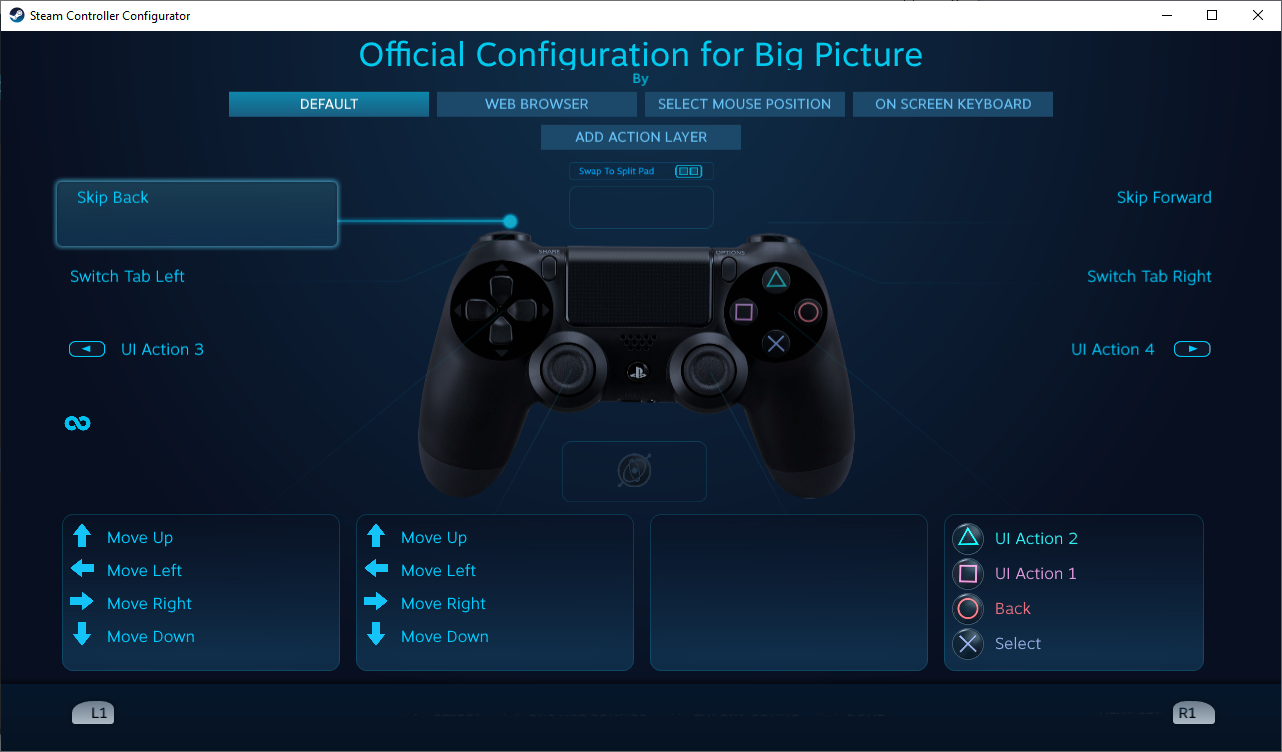 Steam Controller Configurator
Official Configuration for Big Picture
By
DEFAULT
WEB BROWSER
SELECT MOUSE POSITION
ON SCREEN KEYBOARD
ADD ACTION LAYER
Swap To Split Pad
Skip Back
Skip Forward
SHARE
OPTIONS
Switch Tab Left
Switch Tab Right
UI Action 3
UI Action 4
Move Up
Move Left
Move Right
Move Down
Move Up
Move Left
Move Right
Move Down
UI Action 2
UI Action 1
Back
Select
L1
R1